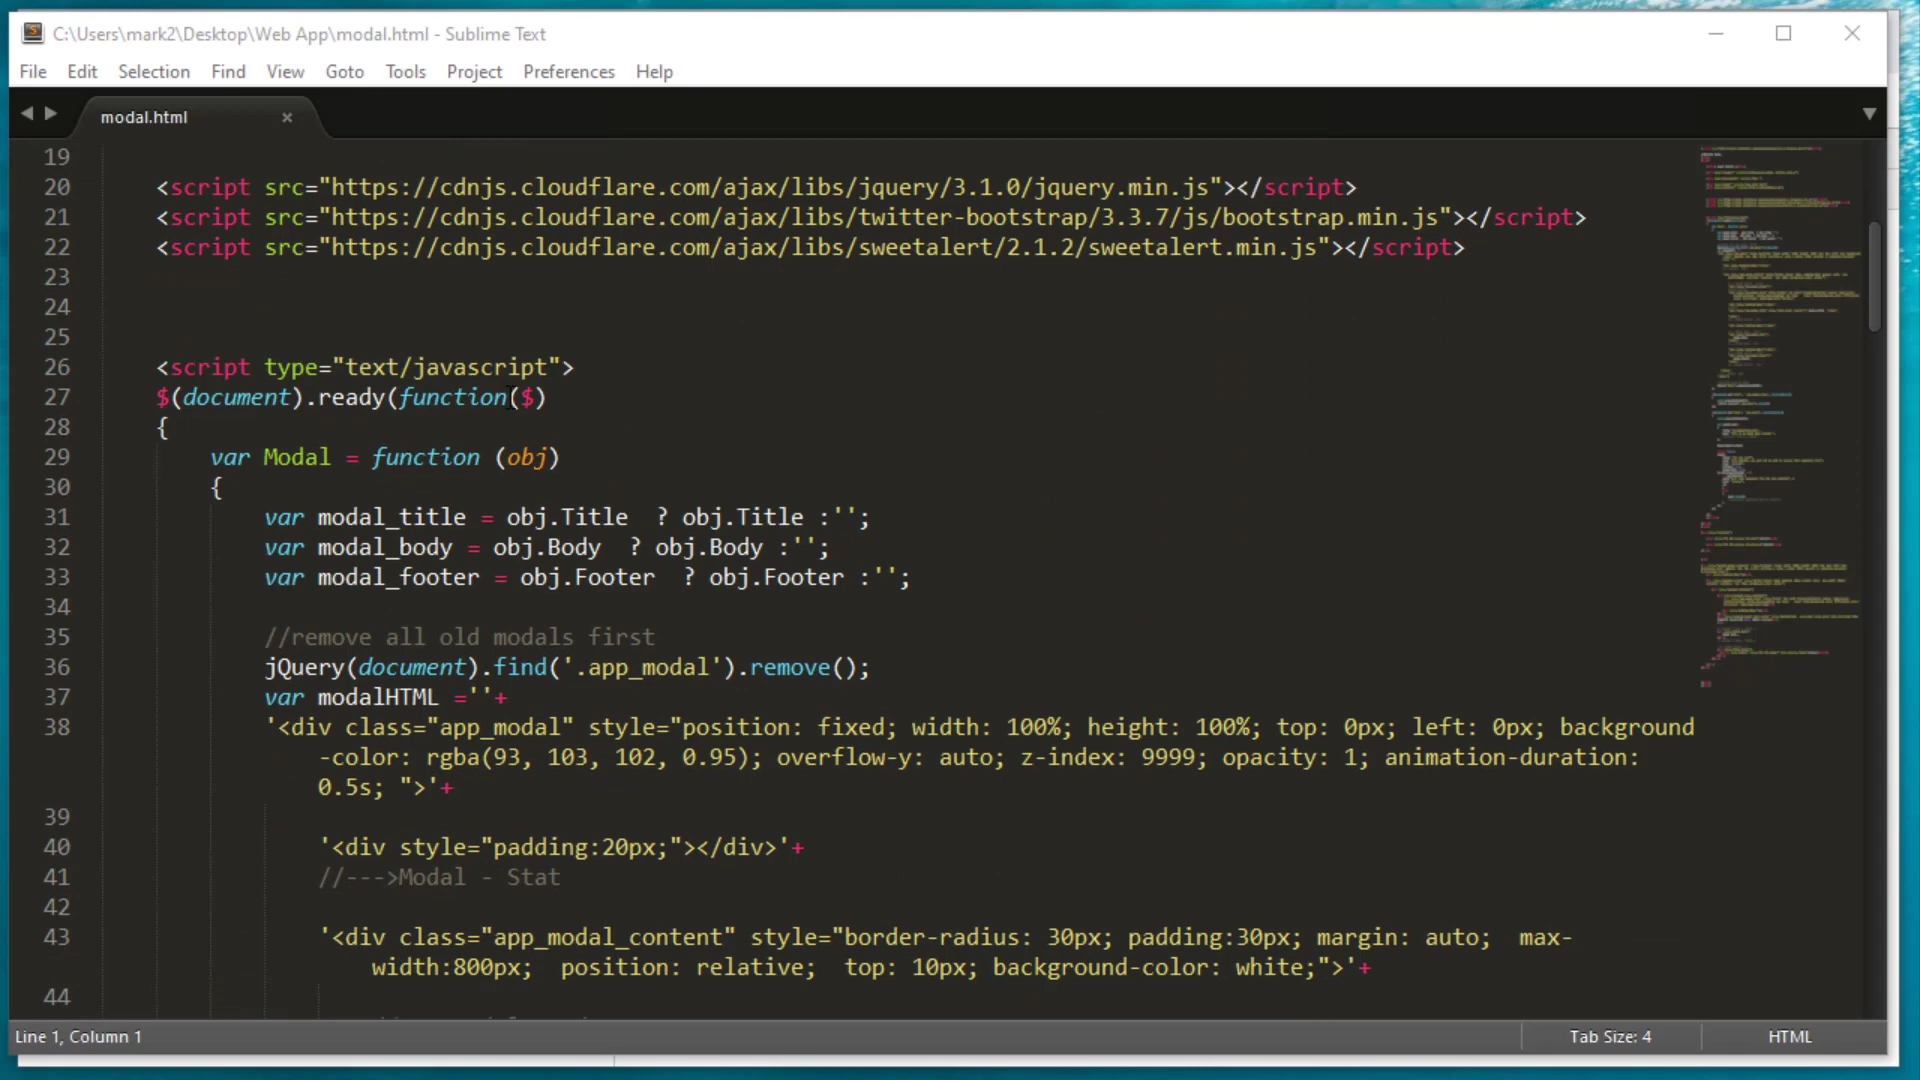 C:\Users\mark2\Desktop\Web App\modal.html - Sublime Text
File Edit Selection Find View Goto Tools Project Preferences Help
modal.html
19
20 <script src="https://cdnjs.cloudflare.com/ajax/libs/jquery/3.1.0/jquery.min.js"></script>
21 <script src="https://cdnjs.cloudflare.com/ajax/libs/twitter-bootstrap/3.3.7/js/bootstrap.min.js"></script>
22 <script src="https://cdnjs.cloudflare.com/ajax/libs/sweetalert/2.1.2/sweetalert.min.js"></script>
23
24
25
26 <script type="text/javascript">
27 $(document).ready(function($)
28 {
29 var Modal = function (obj)
30 {
31 var modal_title = obj.Title  ? obj.Title :'';
32 var modal_body = obj.Body  ? obj.Body :'';
33 var modal_footer = obj.Footer  ? obj.Footer :'';
34
35 //remove all old modals first
36 jQuery(document).find('.app_modal').remove();
37 var modalHTML =''+
38 '<div class="app_modal" style="position: fixed; width: 100%; height: 100%; top: 0px; left: 0px; background
-color: rgba(93, 103, 102, 0.95); overflow-y: auto; z-index: 9999; opacity: 1; animation-duration:
0.5s; ">'+
39
40 '<div style="padding:20px;"></div>'+
41 //--->Modal - Stat
42
43 '<div class="app_modal_content" style="border-radius: 30px; padding:30px; margin: auto;  max-
width:800px;  position: relative;  top: 10px; background-color: white;">'+
44
Line 1, Column 1
Tab Size: 4
HTML